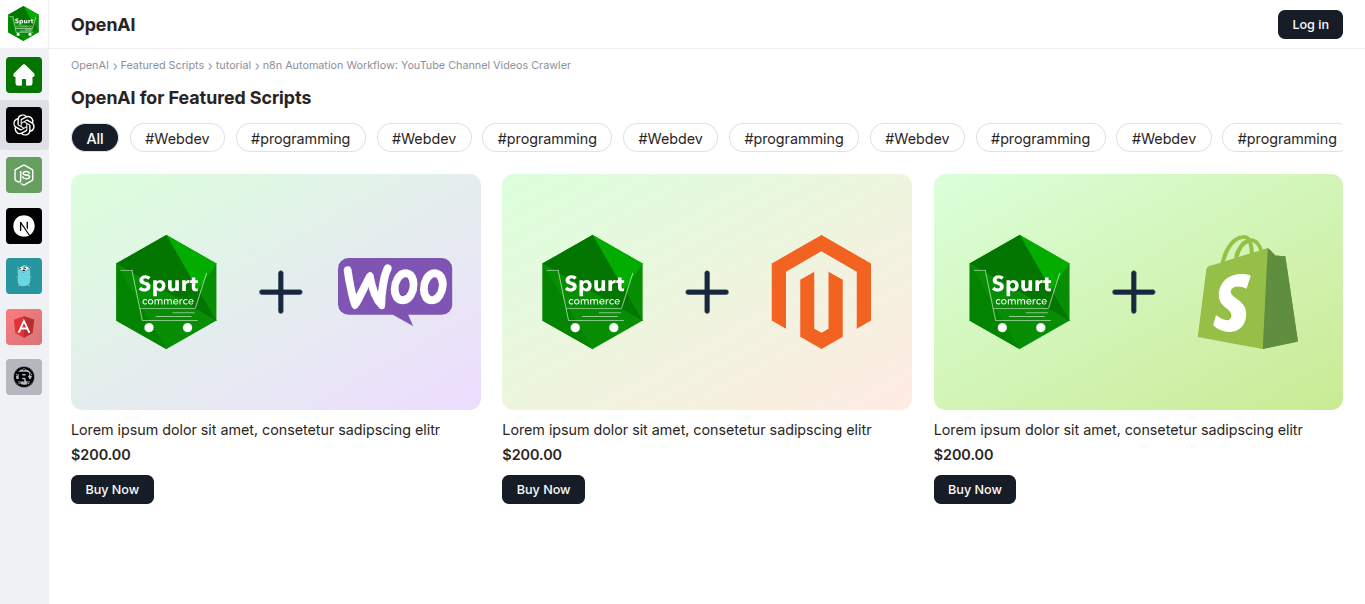 Spurt
OpenAI
Log in
OpenAI › Featured Scripts › tutorial › n8n Automation Workflow: YouTube Channel Videos Crawler
OpenAI for Featured Scripts
All #Webdev #programming #Webdev #programming #Webdev #programming #Webdev #programming #Webdev #programming
Spurt
commerce
WOO
Spurt
commerce
Spurt
commerce
S
Lorem ipsum dolor sit amet, consetetur sadipscing elitr
$200.00
Buy Now
Lorem ipsum dolor sit amet, consetetur sadipscing elitr
$200.00
Buy Now
Lorem ipsum dolor sit amet, consetetur sadipscing elitr
$200.00
Buy Now
JS
N
A
R